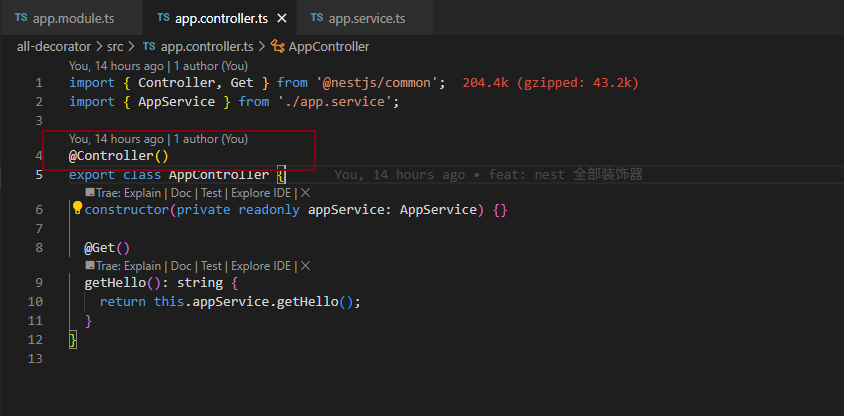 TS app.module.ts TS app.controller.ts × TS app.service.ts
all-decorator > src > TS app.controller.ts > AppController
You, 14 hours ago | 1 author (You)
1 import { Controller, Get } from '@nestjs/common'; 204.4k (gzipped: 43.2k)
2 import { AppService } from './app.service';
3
You, 14 hours ago | 1 author (You)
4 @Controller()
5 export class AppController { You, 14 hours ago • feat: nest 全部装饰器
Trae: Explain | Doc | Test | Explore IDE | ×
6 constructor(private readonly appService: AppService) {}
7
8 @Get()
Trae: Explain | Doc | Test | Explore IDE | ×
9 getHello(): string {
10 return this.appService.getHello();
11 }
12 }
13